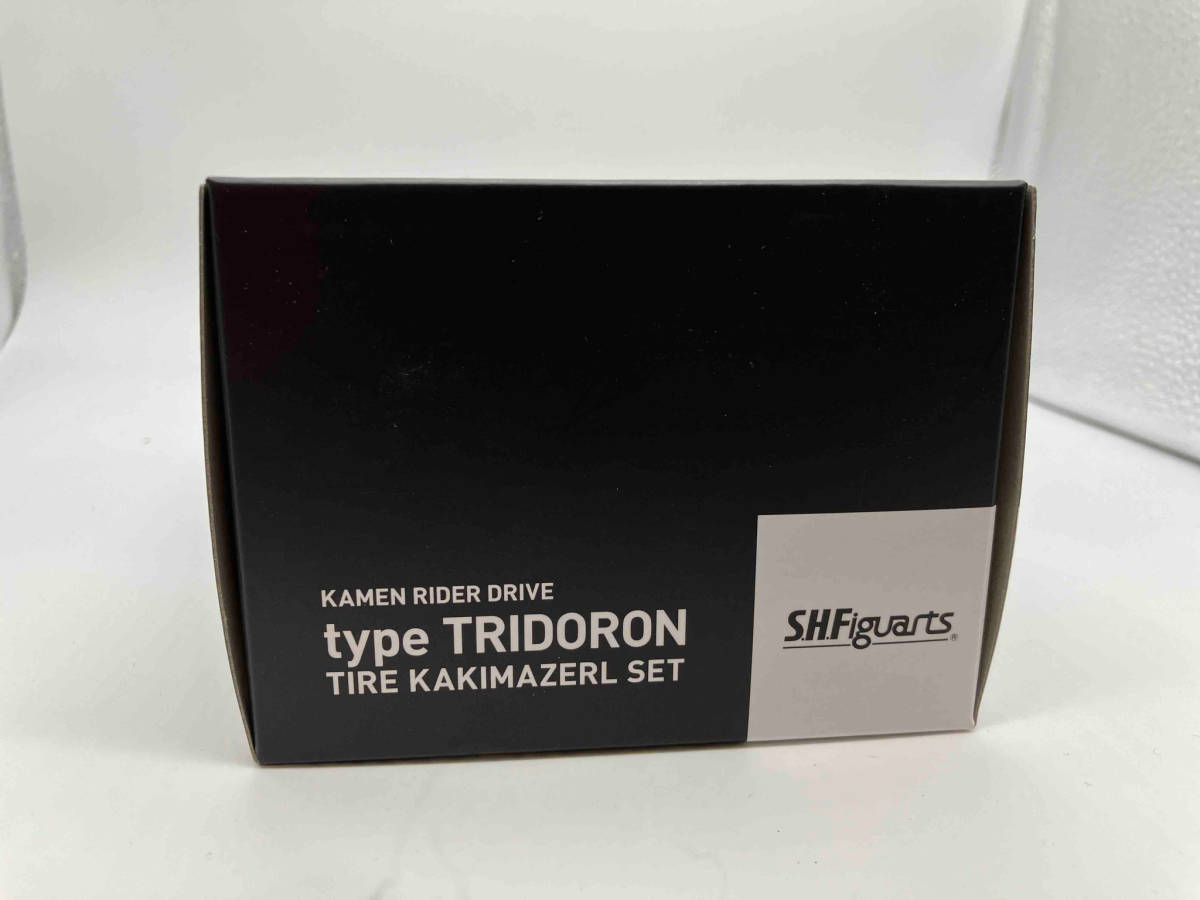 KAMEN RIDER DRIVE
type TRIDORON
TIRE KAKIMAZERL SET
S.H.Figuarts®